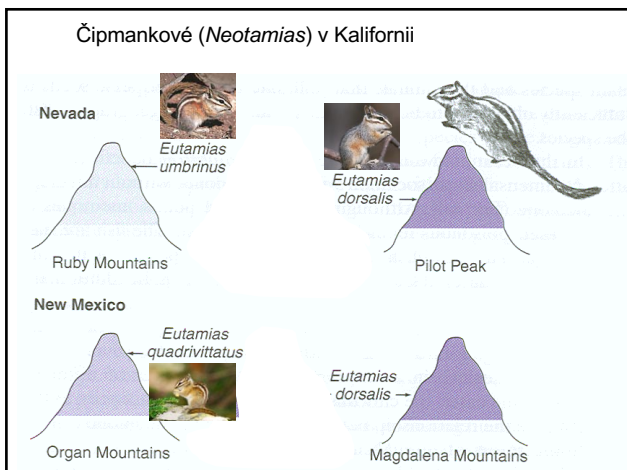 Čipmankové (Neotamias) v Kalifornii
Nevada
Eutamias
umbrinus
Eutamias
dorsalis
Ruby Mountains
Pilot Peak
New Mexico
Eutamias
quadrivittatus
Eutamias
dorsalis
Organ Mountains
Magdalena Mountains